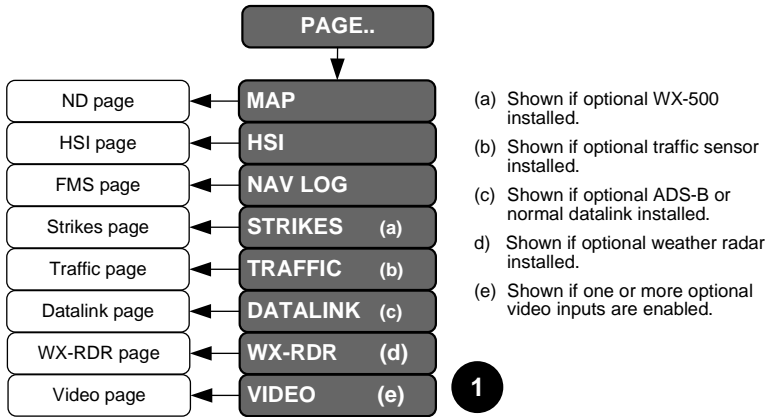 PAGE..
ND page
MAP
HSI page
HSI
FMS page
NAV LOG
Strikes page
STRIKES (a)
Traffic page
TRAFFIC (b)
Datalink page
DATALINK (c)
WX-RDR page
WX-RDR (d)
Video page
VIDEO (e)
(a) Shown if optional WX-500
installed.
(b) Shown if optional traffic sensor
installed.
(c) Shown if optional ADS-B or
normal datalink installed.
d) Shown if optional weather radar
installed.
(e) Shown if one or more optional
video inputs are enabled.
1